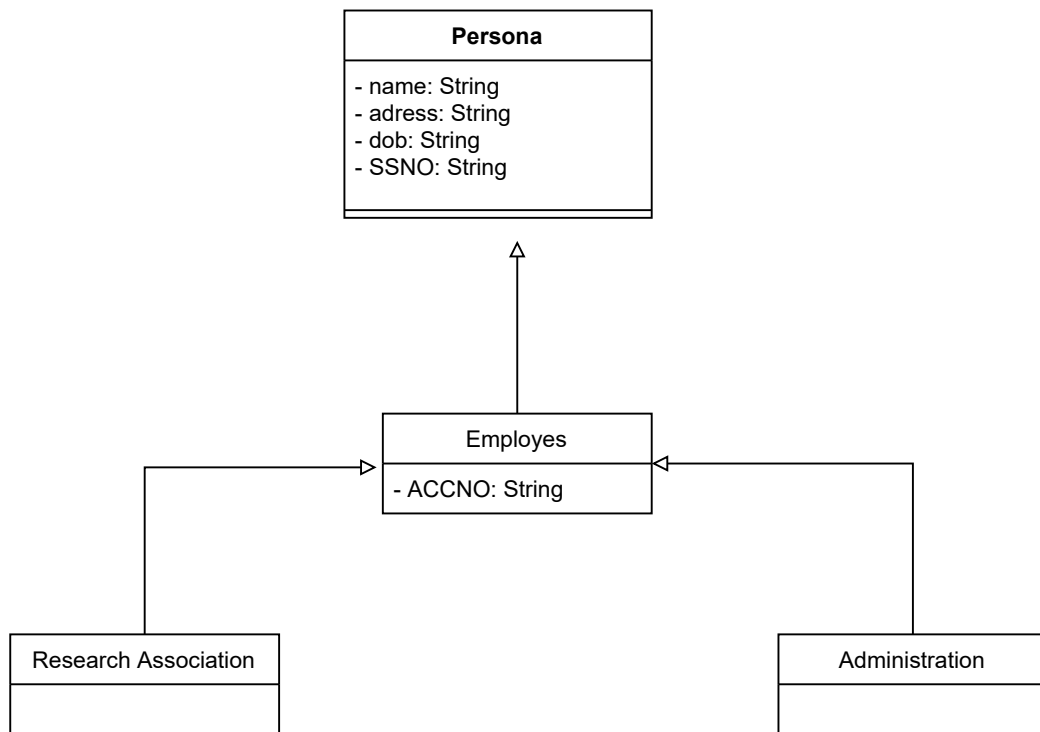 Persona
- name: String
- adress: String
- dob: String
- SSNO: String
Employes
- ACCNO: String
Research Association
Administration